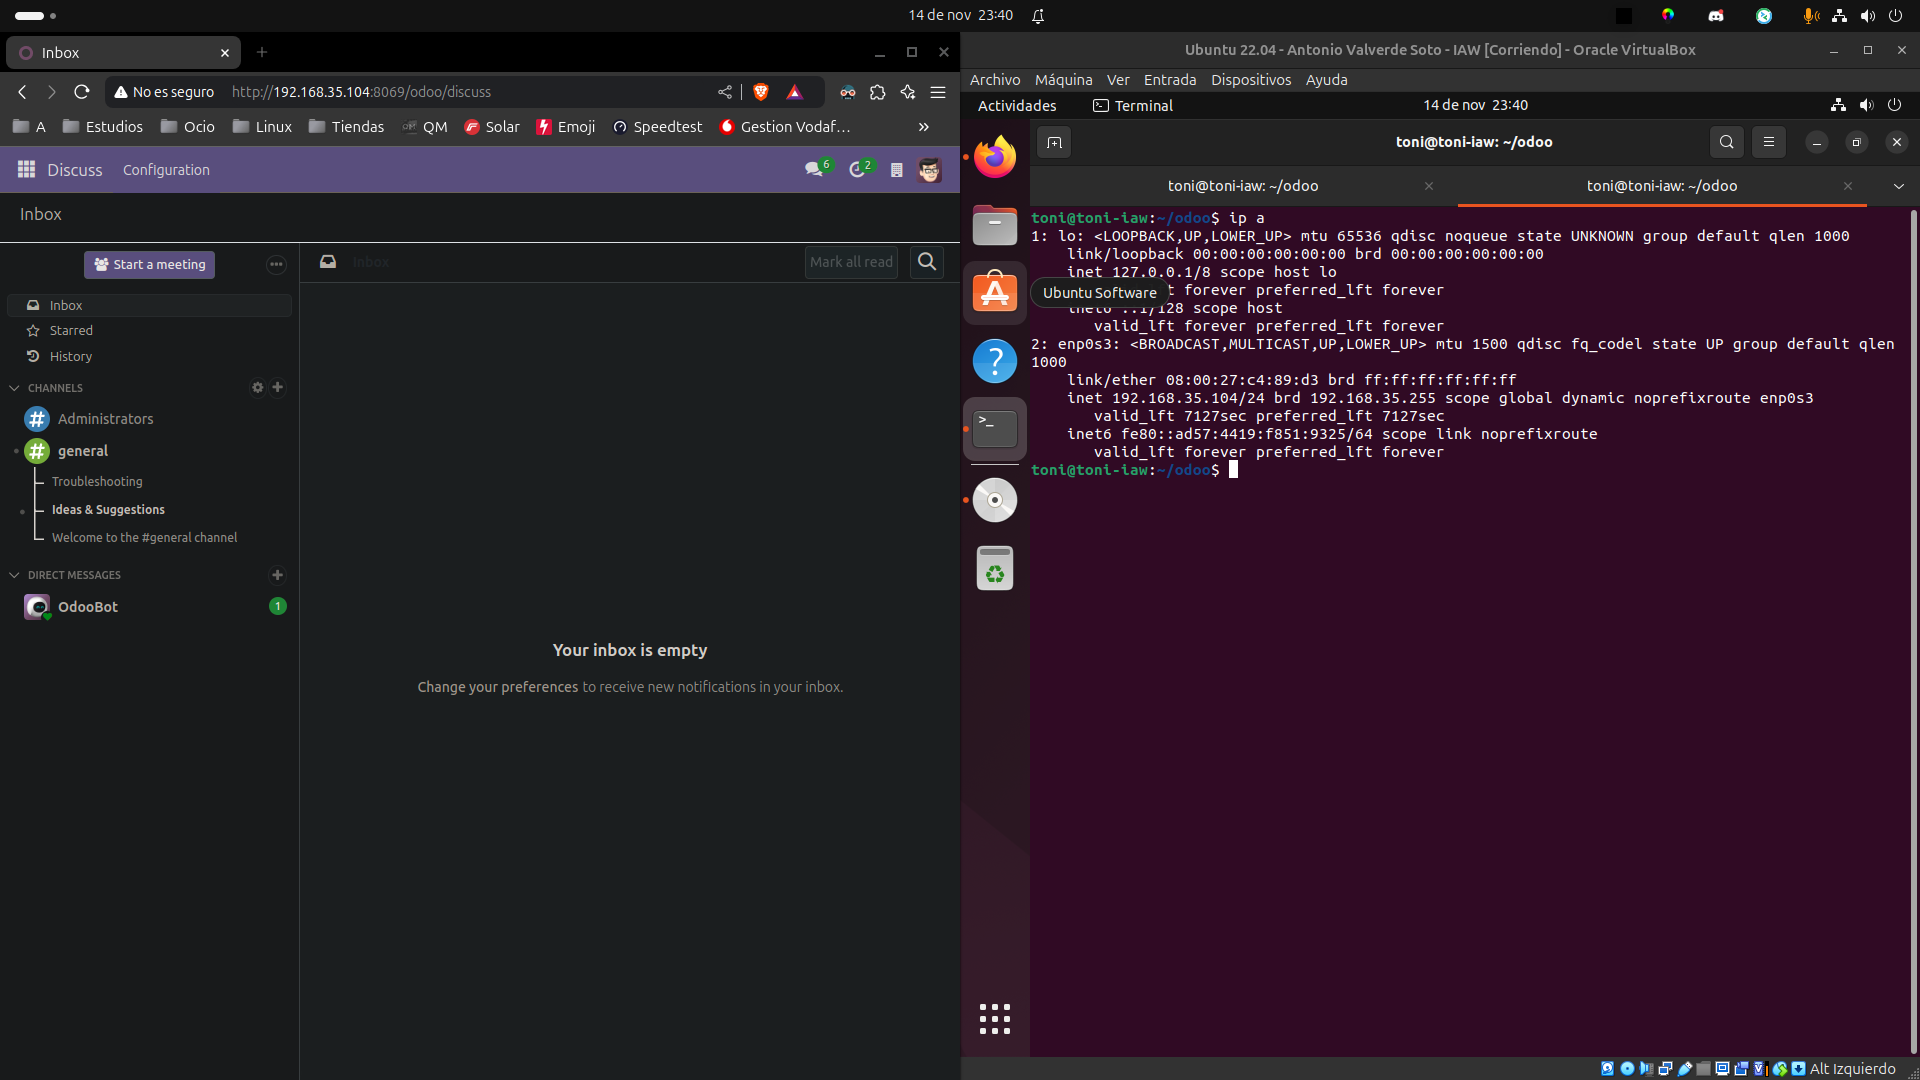 14 de nov 23:40
Inbox
No es seguro http://192.168.35.104:8069/odoo/discuss
A Estudios Ocio Linux Tiendas QM Solar Emoji Speedtest Gestion Vodaf… »
Discuss Configuration 6 2
Inbox
Start a meeting
Inbox
Mark all read
Inbox
Starred
History
CHANNELS
Administrators
general
Troubleshooting
Ideas & Suggestions
Welcome to the #general channel
DIRECT MESSAGES
OdooBot 1
Your inbox is empty
Change your preferences to receive new notifications in your inbox.
Ubuntu 22.04 - Antonio Valverde Soto - IAW [Corriendo] - Oracle VirtualBox
Archivo Máquina Ver Entrada Dispositivos Ayuda
Actividades Terminal 14 de nov 23:40
toni@toni-iaw: ~/odoo
toni@toni-iaw: ~/odoo toni@toni-iaw: ~/odoo
toni@toni-iaw:~/odoo$ ip a
1: lo: <LOOPBACK,UP,LOWER_UP> mtu 65536 qdisc noqueue state UNKNOWN group default qlen 1000
link/loopback 00:00:00:00:00:00 brd 00:00:00:00:00:00
inet 127.0.0.1/8 scope host lo
Ubuntu Software
forever preferred_lft forever
::1/128 scope host
valid_lft forever preferred_lft forever
2: enp0s3: <BROADCAST,MULTICAST,UP,LOWER_UP> mtu 1500 qdisc fq_codel state UP group default qlen
1000
link/ether 08:00:27:c4:89:d3 brd ff:ff:ff:ff:ff:ff
inet 192.168.35.104/24 brd 192.168.35.255 scope global dynamic noprefixroute enp0s3
valid_lft 7127sec preferred_lft 7127sec
inet6 fe80::ad57:4419:f851:9325/64 scope link noprefixroute
valid_lft forever preferred_lft forever
toni@toni-iaw:~/odoo$
Alt Izquierdo